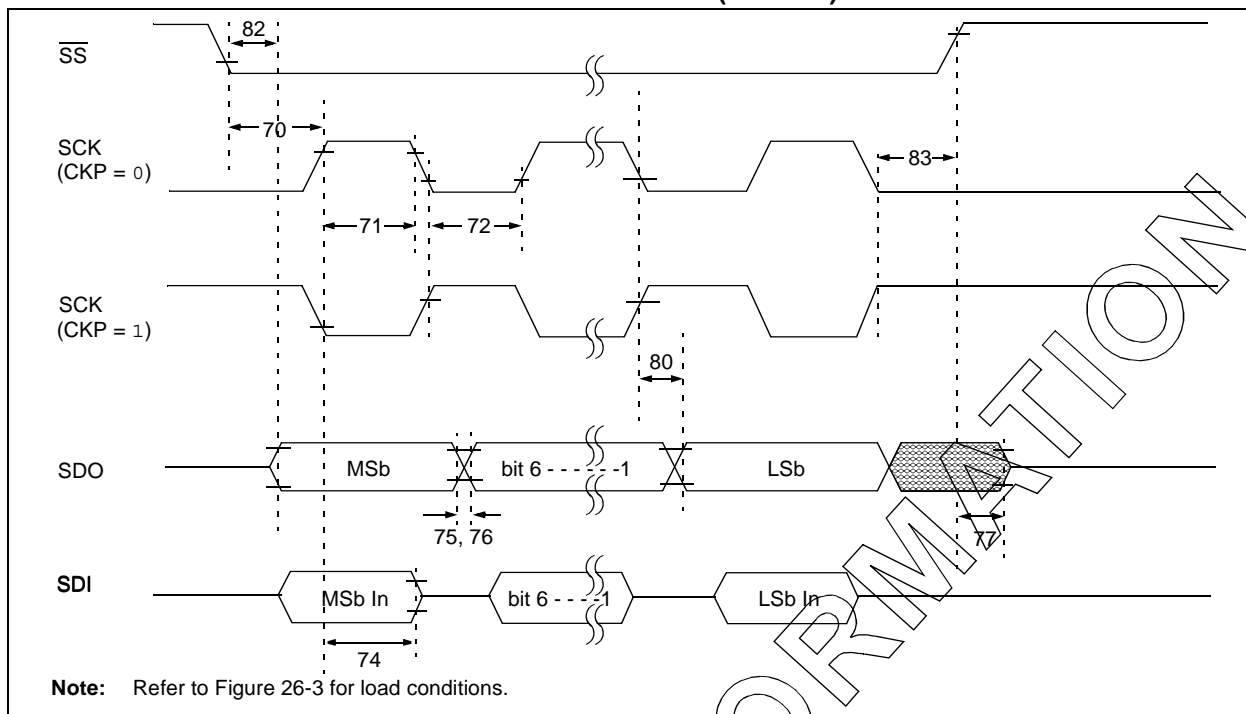 82
SS
70
SCK
(CKP = 0)
83
71
72
SCK
(CKP = 1)
80
SDO
MSb
bit 6 - - - - - -1
LSb
75, 76
77
SDI
MSb In
bit 6 - - - -1
LSb In
74
Note: Refer to Figure 26-3 for load conditions.
ORMATION